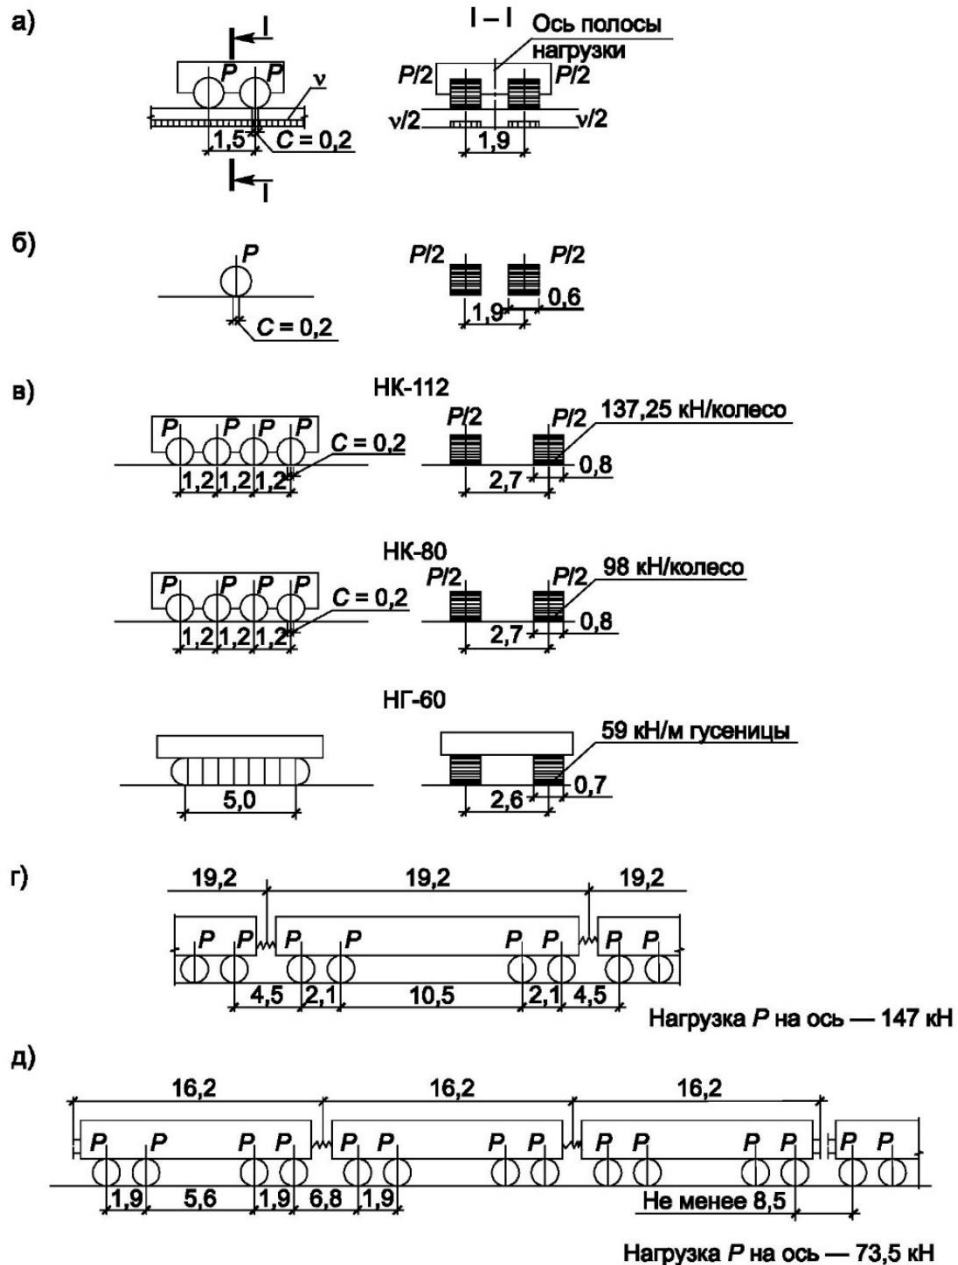 а)
I
I – I
Ось полосы
нагрузки
P P
ν
P/2 P/2
ν/2 ν/2
1,5
C = 0,2
1,9
I
б)
P
P/2 P/2
C = 0,2
1,9
0,6
в)
НК-112
P P P P
C = 0,2
1,2 1,2 1,2
P/2 P/2
137,25 кН/колесо
2,7
0,8
НК-80
P P P P
C = 0,2
1,2 1,2 1,2
P/2 P/2
98 кН/колесо
2,7
0,8
НГ-60
59 кН/м гусеницы
5,0
2,6
0,7
г)
19,2 19,2 19,2
P P P P P P P P
4,5 2,1 10,5 2,1 4,5
Нагрузка P на ось — 147 кН
д)
16,2 16,2 16,2
P P P P P P P P P P P P P P
1,9 5,6 1,9 6,8 1,9
Не менее 8,5
Нагрузка P на ось — 73,5 кН